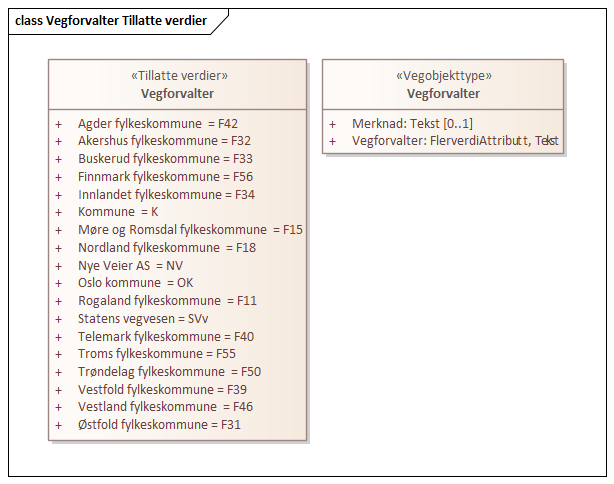 class Vegforvalter Tillatte verdier
«Tillatte verdier»
Vegforvalter
+ Agder fylkeskommune = F42
+ Akershus fylkeskommune = F32
+ Buskerud fylkeskommune = F33
+ Finnmark fylkeskommune = F56
+ Innlandet fylkeskommune = F34
+ Kommune = K
+ Møre og Romsdal fylkeskommune = F15
+ Nordland fylkeskommune = F18
+ Nye Veier AS = NV
+ Oslo kommune = OK
+ Rogaland fylkeskommune = F11
+ Statens vegvesen = SVv
+ Telemark fylkeskommune = F40
+ Troms fylkeskommune = F55
+ Trøndelag fylkeskommune = F50
+ Vestfold fylkeskommune = F39
+ Vestland fylkeskommune = F46
+ Østfold fylkeskommune = F31
«Vegobjekttype»
Vegforvalter
+ Merknad: Tekst [0..1]
+ Vegforvalter: FlerverdiAttributt, Tekst